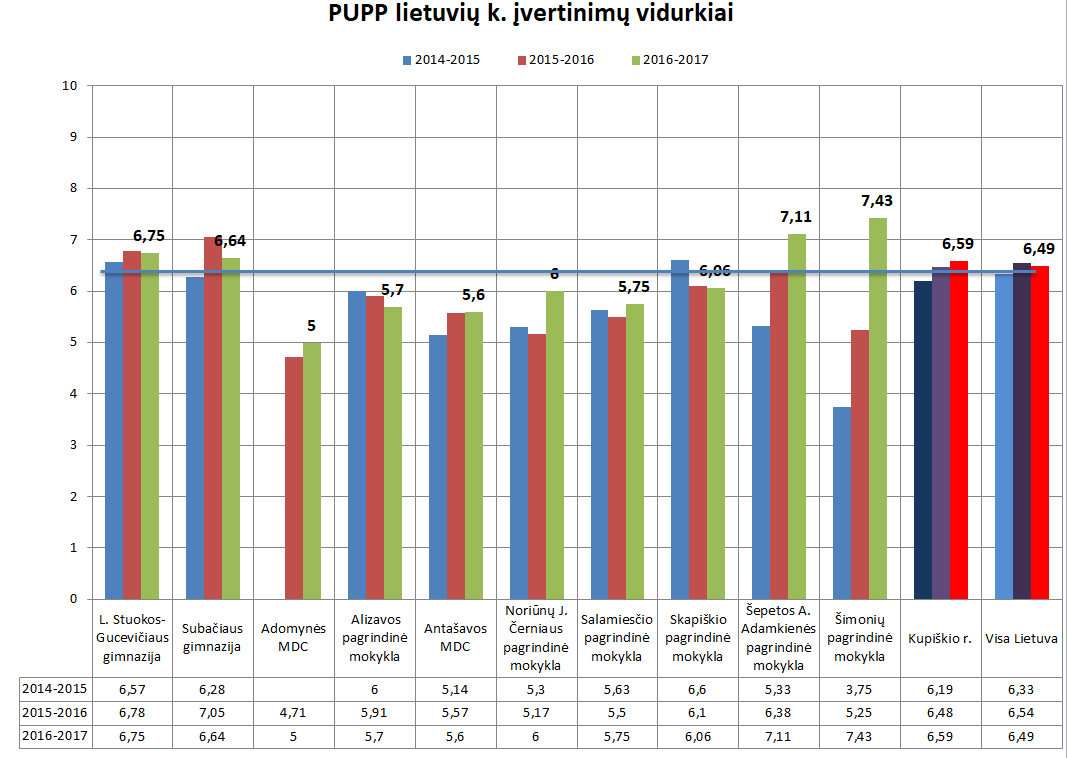 PUPP lietuvių k. įvertinimų vidurkiai
2014-2015 2015-2016 2016-2017
10
9
8
7
6
5
4
3
2
1
0
6,75
6,64
5
5,7
5,6
6
5,75
6,06
7,11
7,43
6,59
6,49
L. Stuokos-
Gucevičiaus
gimnazija
Subačiaus
gimnazija
Adomynės
MDC
Alizavos
pagrindinė
mokykla
Antašavos
MDC
Noriūnų J.
Černiaus
pagrindinė
mokykla
Salamiesčio
pagrindinė
mokykla
Skapiškio
pagrindinė
mokykla
Šepetos A.
Adamkienės
pagrindinė
mokykla
Šimonių
pagrindinė
mokykla
Kupiškio r.
Visa Lietuva
2014-2015 6,57 6,28 6 5,14 5,3 5,63 6,6 5,33 3,75 6,19 6,33
2015-2016 6,78 7,05 4,71 5,91 5,57 5,17 5,5 6,1 6,38 5,25 6,48 6,54
2016-2017 6,75 6,64 5 5,7 5,6 6 5,75 6,06 7,11 7,43 6,59 6,49